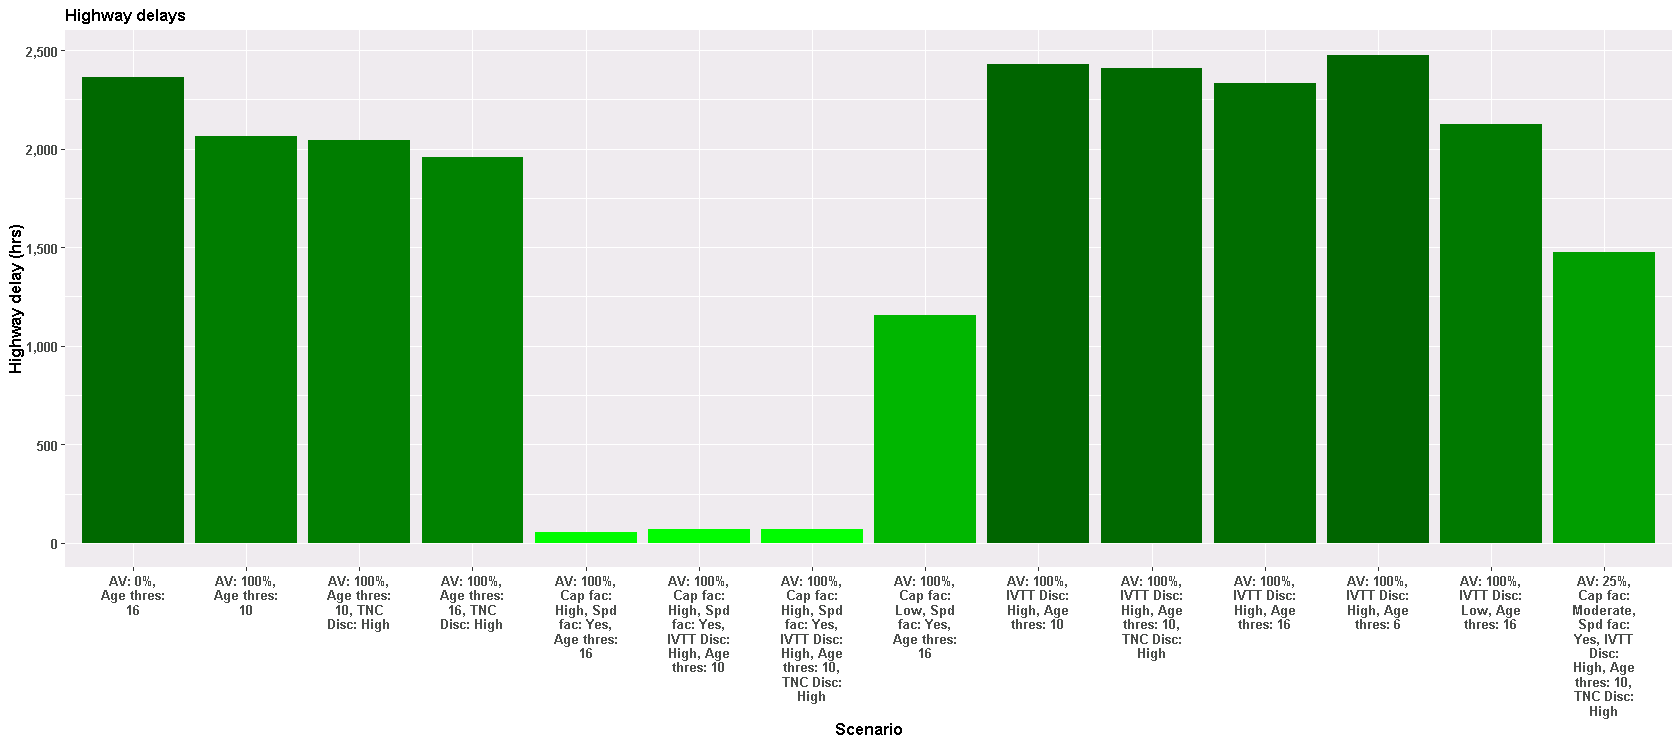 Highway delays
Highway delay (hrs)
2,500
2,000
1,500
1,000
500
0
AV: 0%,
Age thres:
16
AV: 100%,
Age thres:
10
AV: 100%,
Age thres:
10, TNC
Disc: High
AV: 100%,
Age thres:
16, TNC
Disc: High
AV: 100%,
Cap fac:
High, Spd
fac: Yes,
Age thres:
16
AV: 100%,
Cap fac:
High, Spd
fac: Yes,
IVTT Disc:
High, Age
thres: 10
AV: 100%,
Cap fac:
High, Spd
fac: Yes,
IVTT Disc:
High, Age
thres: 10,
TNC Disc:
High
AV: 100%,
Cap fac:
Low, Spd
fac: Yes,
Age thres:
16
AV: 100%,
IVTT Disc:
High, Age
thres: 10
AV: 100%,
IVTT Disc:
High, Age
thres: 10,
TNC Disc:
High
AV: 100%,
IVTT Disc:
High, Age
thres: 16
AV: 100%,
IVTT Disc:
High, Age
thres: 6
AV: 100%,
IVTT Disc:
Low, Age
thres: 16
AV: 25%,
Cap fac:
Moderate,
Spd fac:
Yes, IVTT
Disc:
High, Age
thres: 10,
TNC Disc:
High
Scenario